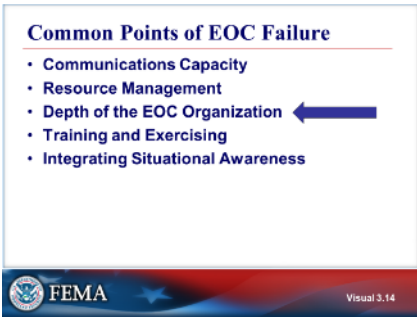 Common Points of EOC Failure
• Communications Capacity
• Resource Management
• Depth of the EOC Organization
• Training and Exercising
• Integrating Situational Awareness
FEMA
Visual 3.14